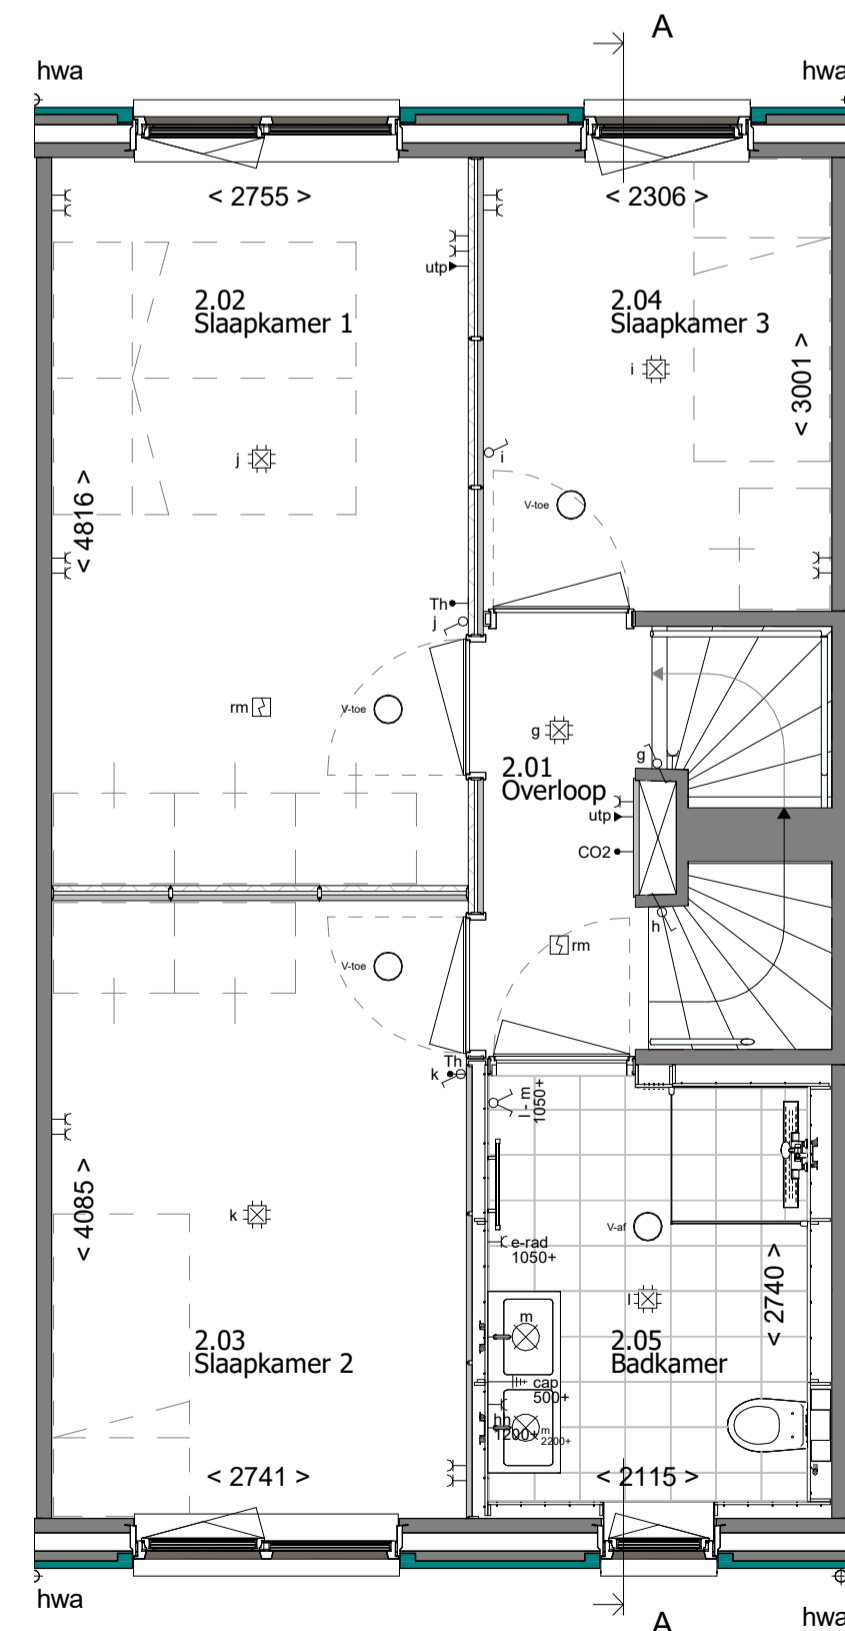 A
hwa
hwa
< 2755 >
< 2306 >
utp
2.02
Slaapkamer 1
2.04
Slaapkamer 3
i
< 3001 >
j
i
< 4816 >
V-toe
Th
j
rm
V-toe
g
g
2.01
Overloop
utp
CO2
h
rm
V-toe
Th
k
l - m
1050+
< 4085 >
k
V-af
e-rad
1050+
< 2740 >
l
m
2.03
Slaapkamer 2
2.05
Badkamer
cap
500+
hh
1200+
m
2200+
< 2741 >
< 2115 >
hwa
A
hwa